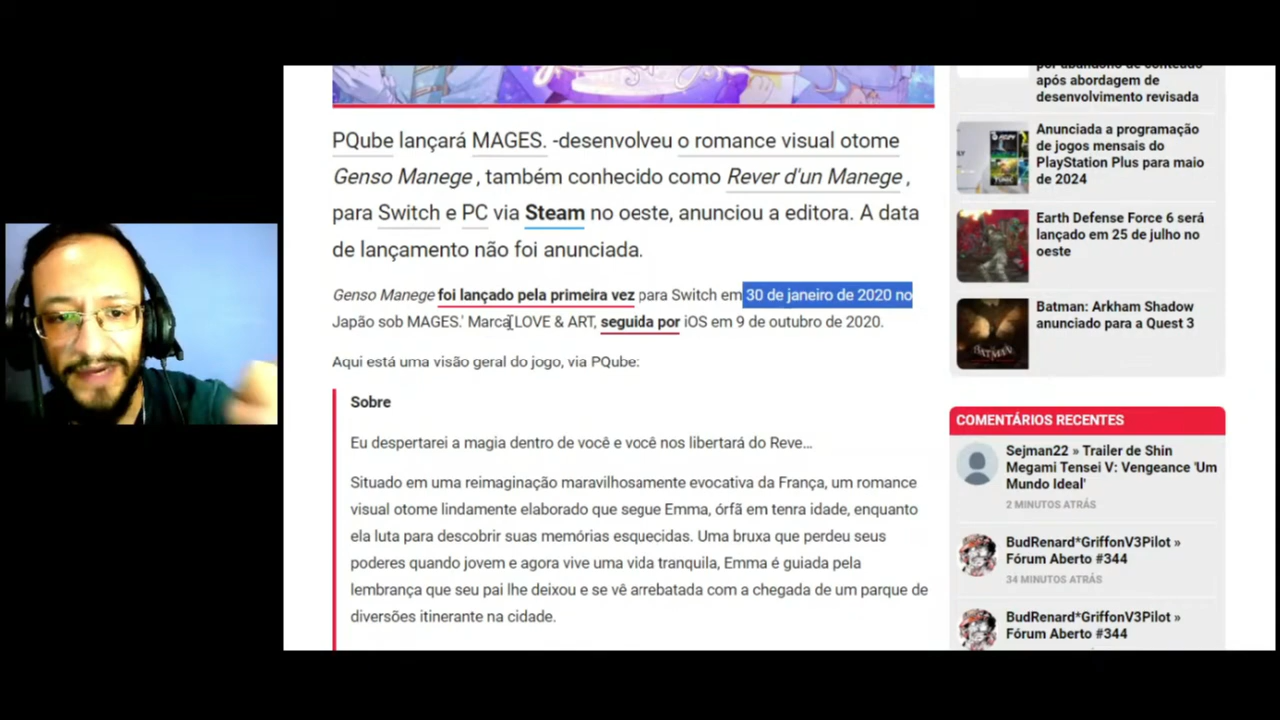 PQube lançará MAGES. -desenvolveu o romance visual otome
Genso Manege , também conhecido como Rever d'un Manege ,
para Switch e PC via Steam no oeste, anunciou a editora. A data
de lançamento não foi anunciada.
Genso Manege foi lançado pela primeira vez para Switch em 30 de janeiro de 2020 no
Japão sob MAGES.' Marca LOVE & ART, seguida por iOS em 9 de outubro de 2020.
Aqui está uma visão geral do jogo, via PQube:
Sobre
Eu despertarei a magia dentro de você e você nos libertará do Reve…
Situado em uma reimaginação maravilhosamente evocativa da França, um romance
visual otome lindamente elaborado que segue Emma, órfã em tenra idade, enquanto
ela luta para descobrir suas memórias esquecidas. Uma bruxa que perdeu seus
poderes quando jovem e agora vive uma vida tranquila, Emma é guiada pela
lembrança que seu pai lhe deixou e se vê arrebatada com a chegada de um parque de
diversões itinerante na cidade.
por abandono de conteúdo
após abordagem de
desenvolvimento revisada
Anunciada a programação
de jogos mensais do
PlayStation Plus para maio
de 2024
Earth Defense Force 6 será
lançado em 25 de julho no
oeste
Batman: Arkham Shadow
anunciado para a Quest 3
BATMAN
COMENTÁRIOS RECENTES
Sejman22 » Trailer de Shin
Megami Tensei V: Vengeance 'Um
Mundo Ideal'
2 MINUTOS ATRÁS
BudRenard*GriffonV3Pilot »
Fórum Aberto #344
34 MINUTOS ATRÁS
BudRenard*GriffonV3Pilot »
Fórum Aberto #344